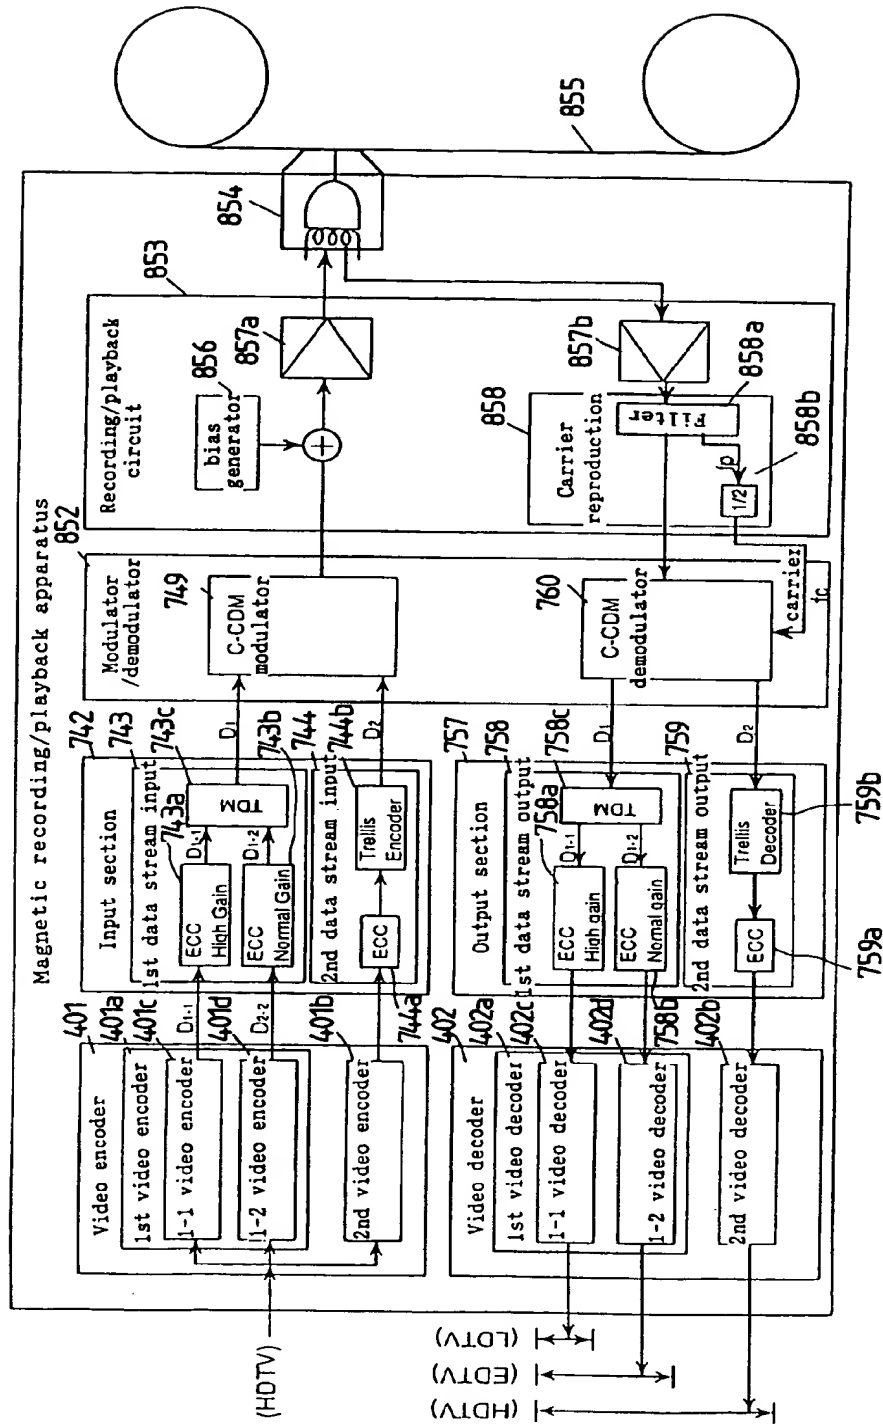 Magnetic recording/playback apparatus
(HDTV)
401
Video encoder
401a
1st video encoder
401c
1-1 video encoder
401d
1-2 video encoder
401b
2nd video encoder
D1-1
D2-2
742
Input section
743
1st data stream input
743a
743c
ECC
High Gain
ECC
Normal Gain
743b
D1-1
D1-2
TDM
744
2nd data stream input
744a
ECC
744b
Trellis
Encoder
D1
D2
852
Modulator
/demodulator
749
C-CDM
modulator
853
Recording/playback
circuit
856
bias
generator
857a
854
855
402
Video decoder
402a
1st video decoder
402c
1-1 video decoder
402d
1-2 video decoder
402b
2nd video decoder
(LDTV)
(EDTV)
(HDTV)
757
Output section
758
1st data stream output
758a
758c
ECC
High gain
ECC
Normal gain
758b
D1-1
D1-2
TDM
759
2nd data stream output
ECC
759a
Trellis
Decoder
759b
D1
D2
760
C-CDM
demodulator
carrier
fc
857b
858
Carrier
reproduction
Filter
858a
fp
1/2
858b